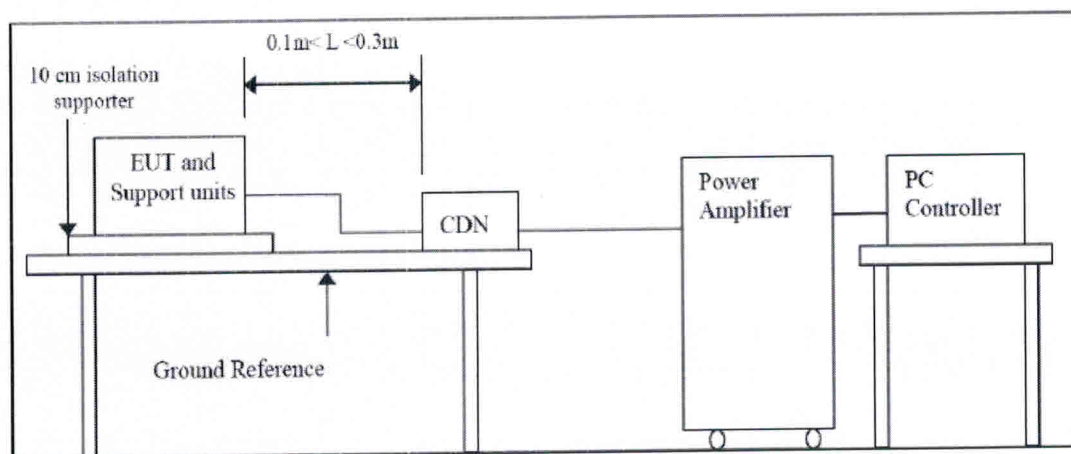 0.1m< L <0.3m
10 cm isolation
supporter
EUT and
Support units
CDN
Power
Amplifier
PC
Controller
Ground Reference